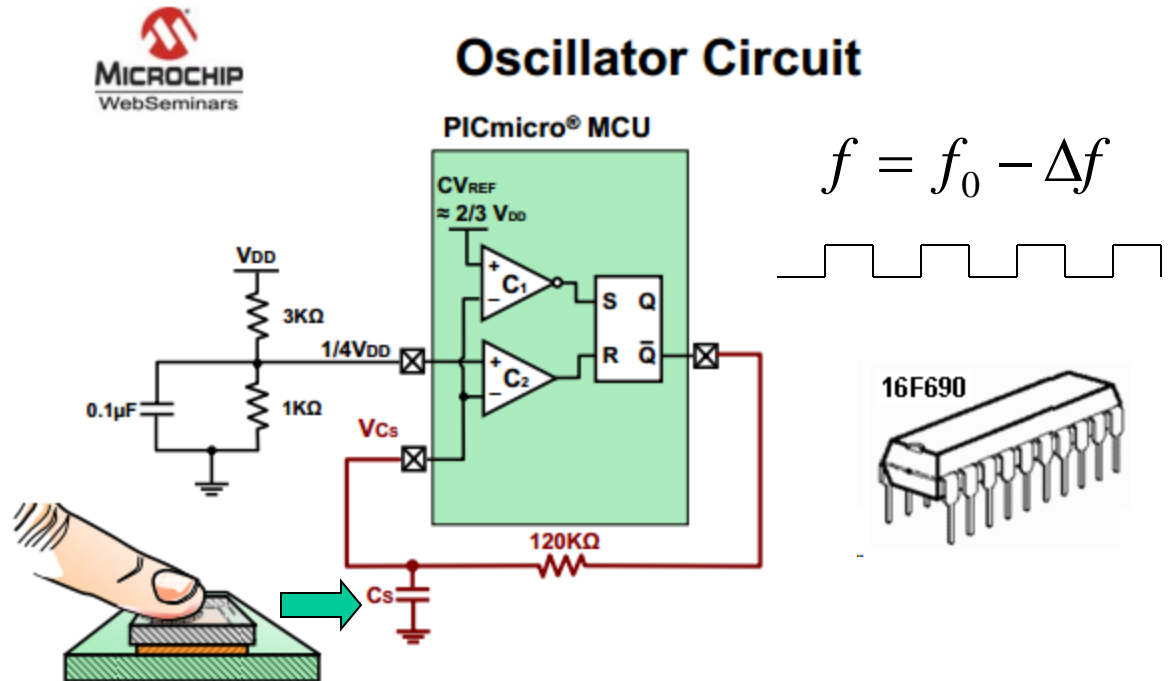 MICROCHIP
WebSeminars
Oscillator Circuit
PICmicro® MCU
f = f₀ − Δf
CVREF
≈ 2/3 VDD
VDD
3KΩ
1/4VDD
0.1µF
1KΩ
+
C1
−
+
C2
−
S Q
R Q̅
VCs
120KΩ
Cs
16F690